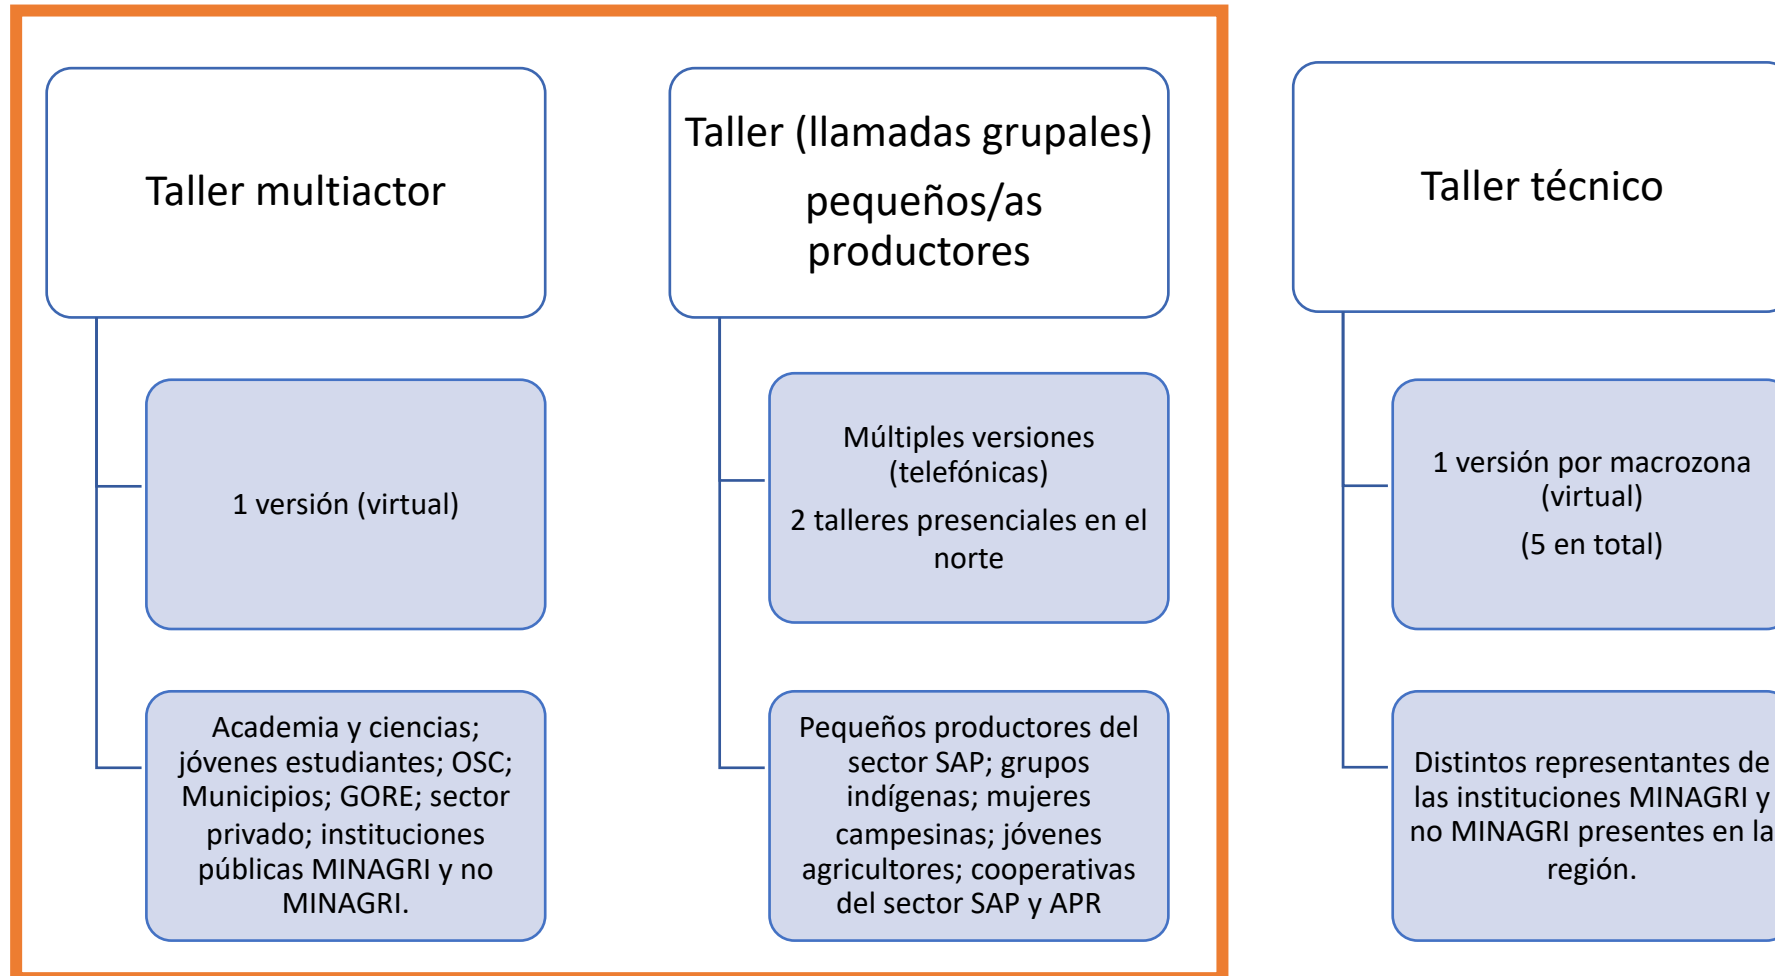 Taller multiactor
1 versión (virtual)
Academia y ciencias;
jóvenes estudiantes; OSC;
Municipios; GORE; sector
privado; instituciones
públicas MINAGRI y no
MINAGRI.
Taller (llamadas grupales)
pequeños/as
productores
Múltiples versiones
(telefónicas)
2 talleres presenciales en el
norte
Pequeños productores del
sector SAP; grupos
indígenas; mujeres
campesinas; jóvenes
agricultores; cooperativas
del sector SAP y APR
Taller técnico
1 versión por macrozona
(virtual)
(5 en total)
Distintos representantes de
las instituciones MINAGRI y
no MINAGRI presentes en la
región.